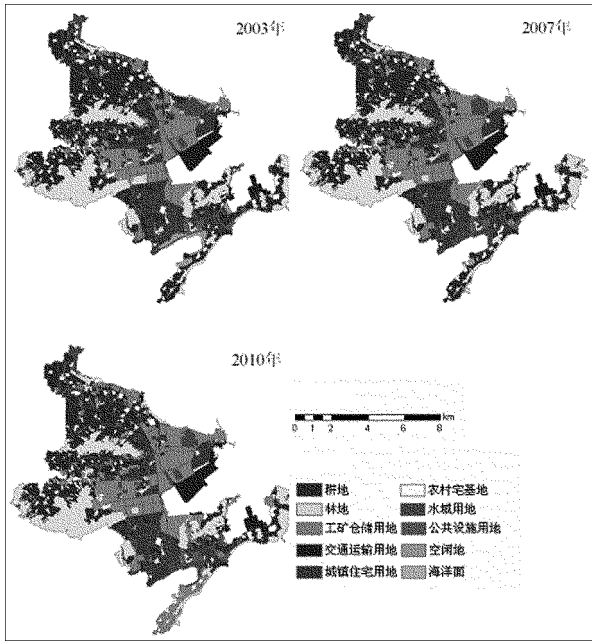 2003年
2007年
2010年
km
0 1 2 4 6 8
耕地
农村宅基地
林地
水域用地
工矿仓储用地
公共设施用地
交通运输用地
空闲地
城镇住宅用地
海洋面